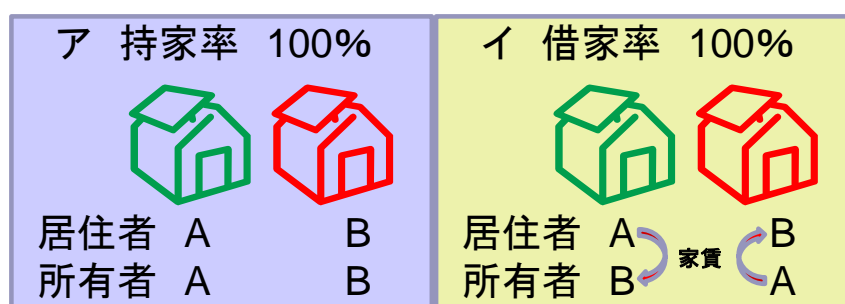 ア 持家率 100%
居住者 A B
所有者 A B
イ 借家率 100%
居住者 A B
家賃
所有者 B A